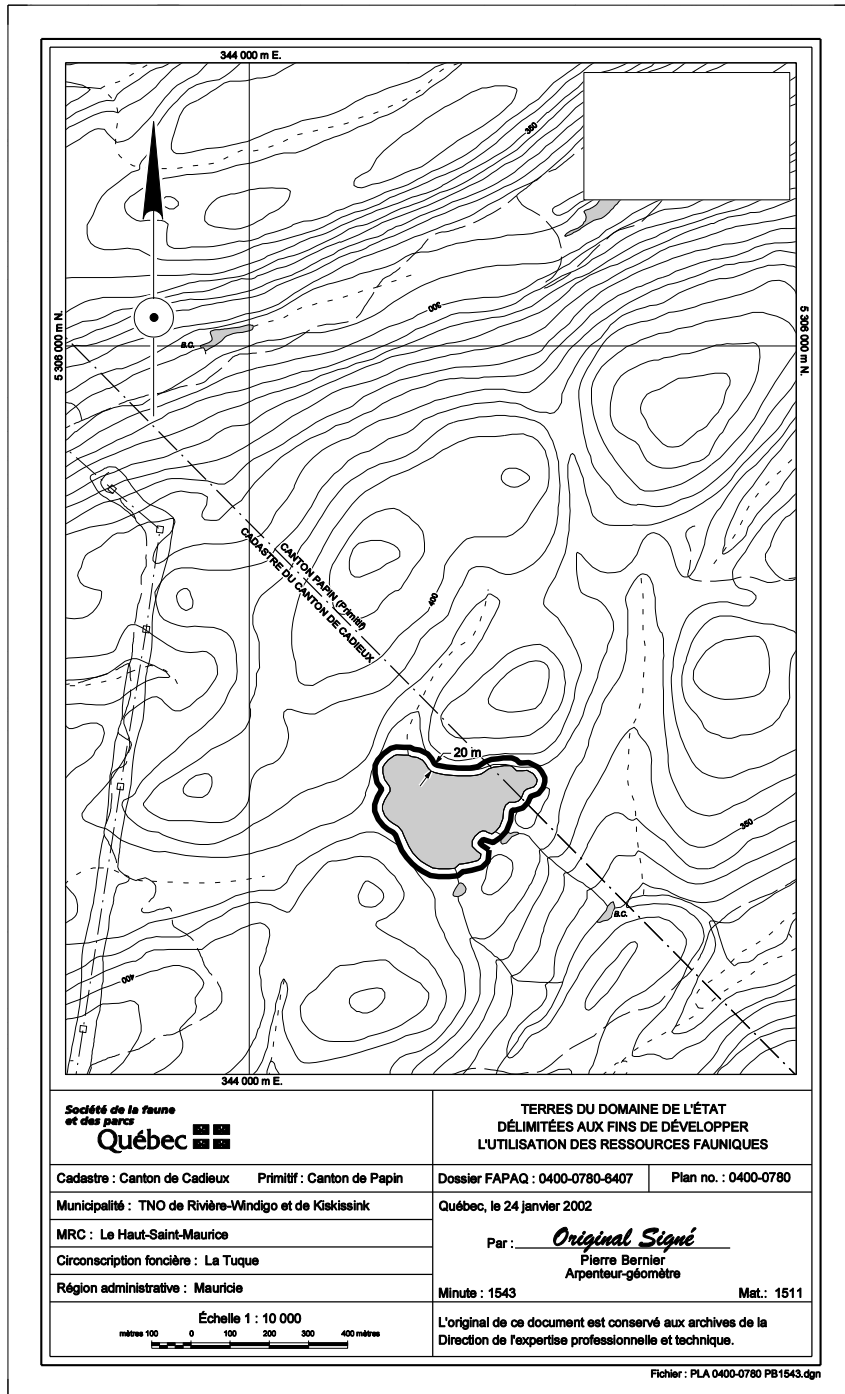 344 000 m E.
380
5 306 000 m N.
5 306 000 m N.
300
B.C.
CANTON PAPIN (Primitif)
CADASTRE DU CANTON DE CADIEUX
400
20 m
350
B.C.
400
344 000 m E.
Société de la faune
et des parcs
Québec
TERRES DU DOMAINE DE L'ÉTAT
DÉLIMITÉES AUX FINS DE DÉVELOPPER
L'UTILISATION DES RESSOURCES FAUNIQUES
Cadastre : Canton de Cadieux Primitif : Canton de Papin
Dossier FAPAQ : 0400-0780-6407 Plan no. : 0400-0780
Municipalité : TNO de Rivière-Windigo et de Kiskissink
Québec, le 24 janvier 2002
MRC : Le Haut-Saint-Maurice
Par : Original Signé
Pierre Bernier
Arpenteur-géomètre
Circonscription foncière : La Tuque
Région administrative : Mauricie
Minute : 1543 Mat.: 1511
Échelle 1 : 10 000
mètres 100 0 100 200 300 400 mètres
L'original de ce document est conservé aux archives de la
Direction de l'expertise professionnelle et technique.
Fichier : PLA 0400-0780 PB1543.dgn